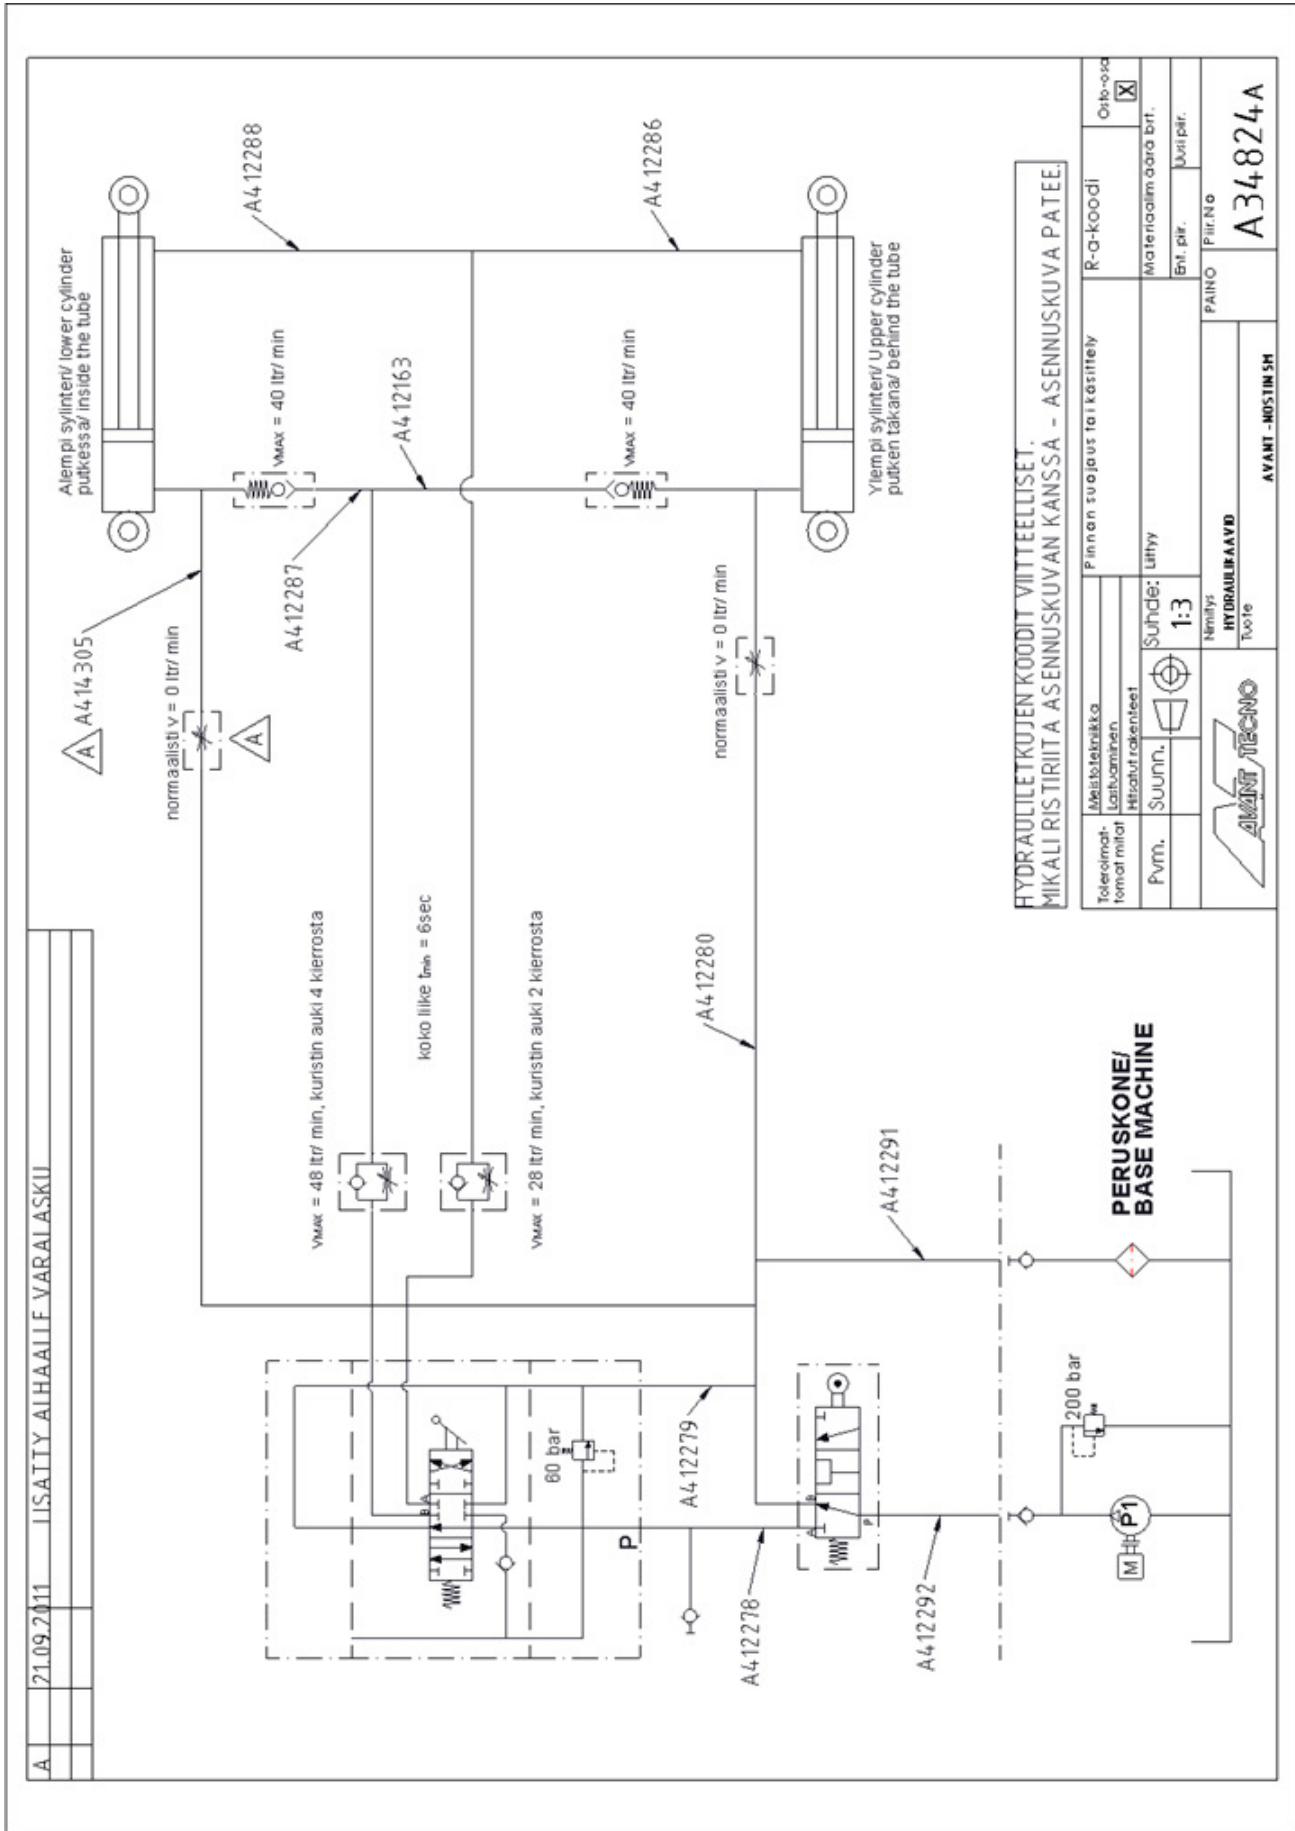 A 21.09.2011 LISATTY ALHAALLE VARALASKU
Alempi sylinteri/ lower cylinder
putkessa/ inside the tube
A412288
VMAX = 40 ltr/ min
A412163
A412287
A414305
A
normaalisti v = 0 ltr/ min
A
VMAX = 48 ltr/ min, kuristin auki 4 kierrosta
koko liike tmin = 6sec
VMAX = 28 ltr/ min, kuristin auki 2 kierrosta
A412286
VMAX = 40 ltr/ min
Ylempi sylinteri/ Upper cylinder
putken takana/ behind the tube
normaalisti v = 0 ltr/ min
A412280
A412291
B A
60 bar
P
A412279
A412278
A B
P
A412292
PERUSKONE/
BASE MACHINE
200 bar
M P1
HYDRAULILETKUJEN KOODIT VIITTEELLISET.
MIKALI RISTIRIITA ASENNUSKUVAN KANSSA - ASENNUSKUVA PATEE.
Toleroimat-
tomat mitat
Meistotekniikka
Lastuaminen
Hitsatut rakenteet
Pinnan suojaus tai käsittely
R-a-koodi
Osto-osa
X
Pvm.
Suunn.
Suhde:
1:3
Liittyy
Materiaalimäärä brt.
Ent. piir.
Uusi piir.
AVANT TECNO
Nimitys
HYDRAULIKAAVIO
Tuote
AVANT -NOSTIN SM
PAINO
Piir.No
A34824A